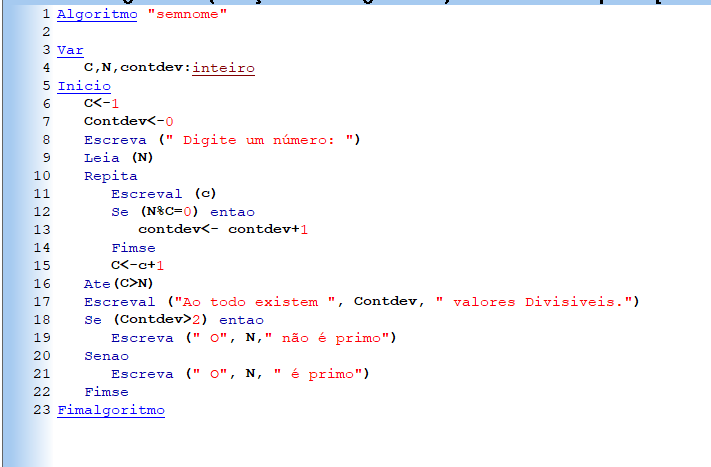 1 Algoritmo "semnome"
2
3 Var
4 C,N,contdev:inteiro
5 Inicio
6 C<-1
7 Contdev<-0
8 Escreva (" Digite um número: ")
9 Leia (N)
10 Repita
11 Escreval (c)
12 Se (N%C=0) entao
13 contdev<- contdev+1
14 Fimse
15 C<-c+1
16 Ate(C>N)
17 Escreval ("Ao todo existem ", Contdev, " valores Divisiveis.")
18 Se (Contdev>2) entao
19 Escreva (" O", N," não é primo")
20 Senao
21 Escreva (" O", N, " é primo")
22 Fimse
23 Fimalgoritmo